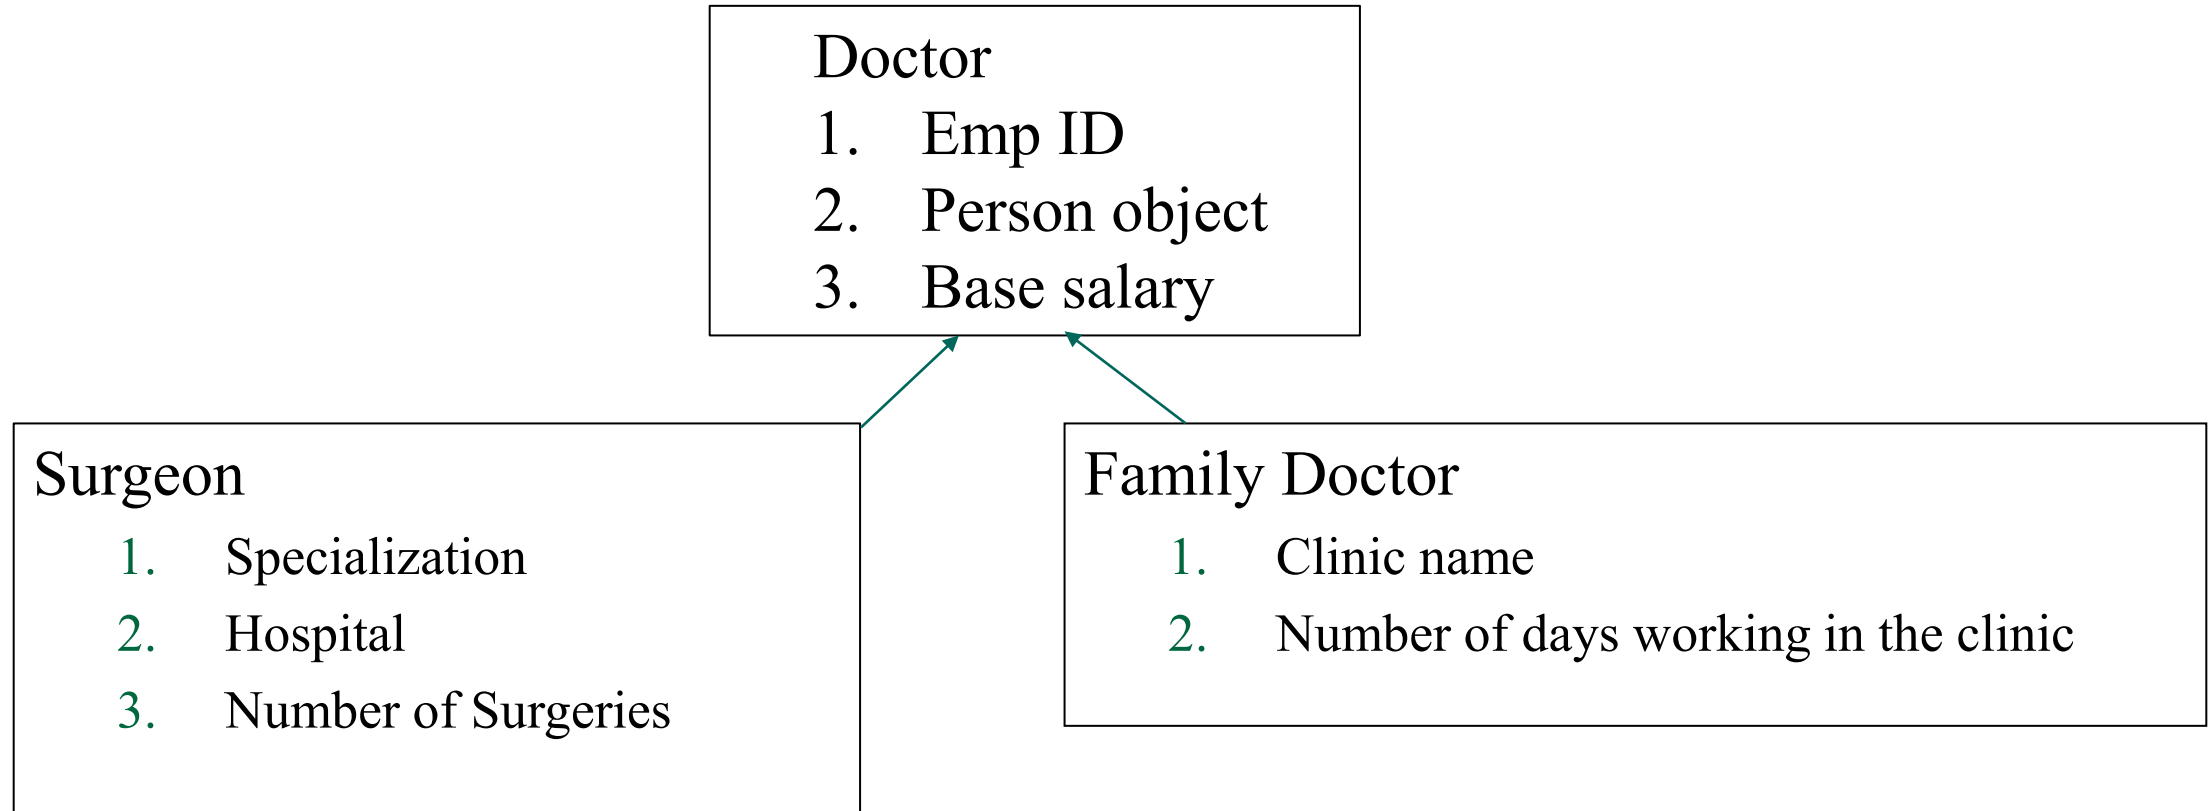 Doctor
1. Emp ID
2. Person object
3. Base salary
Surgeon
1. Specialization
2. Hospital
3. Number of Surgeries
Family Doctor
1. Clinic name
2. Number of days working in the clinic